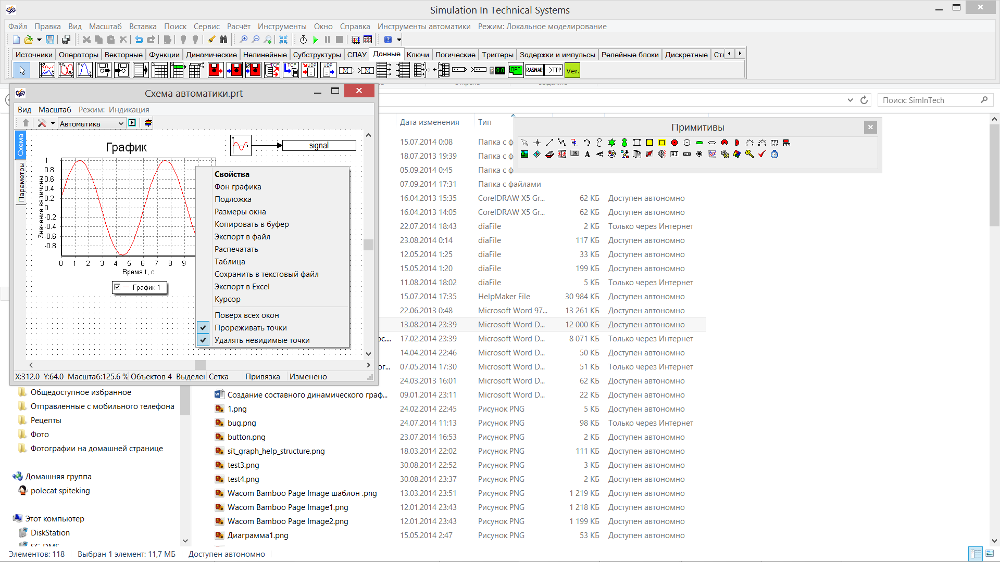 Simulation In Technical Systems
Файл Правка Вид Масштаб Вставка Поиск Сервис Расчёт Инструменты Окно Справка Инструменты автоматики Режим: Локальное моделирование
Источники Операторы Векторные Функции Динамические Нелинейные Субструктуры СЛАУ Данные Ключи Логические Триггеры Задержки и импульсы Релейные блоки Дискретные
TCP TCP UDP UDP M M P 0.0 OPC TPP Ver.
Схема автоматики.prt
Вид Масштаб Режим: Индикация
Автоматика
Схема
Параметры
График
signal
Значение величины
1
0.8
0.6
0.4
0.2
0
-0.2
-0.4
-0.6
-0.8
0 1 2 3 4 5 6 7 8 9
Время t, с
График 1
Свойства
Фон графика
Подложка
Размеры окна
Копировать в буфер
Экспорт в файл
Распечатать
Таблица
Сохранить в текстовый файл
Экспорт в Excel
Курсор
Поверх всех окон
Прореживать точки
Удалять невидимые точки
X:312.0 Y:64.0 Масштаб:125.6 % Объектов 4 Сетка Привязка Изменено
Поиск: SimInTech
Примитивы
Дата изменения Тип
15.07.2014 0:08 Папка с ф
18.07.2013 19:39 Папка с ф
05.09.2014 0:45 Папка с ф
07.09.2014 17:31 Папка с файлами
16.04.2013 15:35 CorelDRAW X5 Gr... 62 КБ Доступен автономно
16.04.2013 14:05 CorelDRAW X5 Gr... 62 КБ Доступен автономно
22.07.2014 18:43 diaFile 2 КБ Только через Интернет
23.08.2014 0:14 diaFile 117 КБ Доступен автономно
12.05.2014 1:25 diaFile 33 КБ Доступен автономно
15.05.2014 1:20 diaFile 199 КБ Доступен автономно
11.08.2014 18:02 diaFile 5 КБ Только через Интернет
15.07.2014 17:35 HelpMaker File 30 984 КБ Доступен автономно
22.06.2013 0:48 Microsoft Word 97... 13 261 КБ Доступен автономно
13.08.2014 23:39 Microsoft Word D... 12 000 КБ Доступен автономно
17.02.2014 23:39 Microsoft Word D... 8 071 КБ Только через Интернет
14.04.2014 22:46 Microsoft Word D... 50 КБ Доступен автономно
07.05.2014 17:30 Microsoft Word D... 51 КБ Только через Интернет
24.03.2013 16:01 Microsoft Word D... 62 КБ Доступен автономно
Создание составного динамического граф... 09.01.2014 23:11 Microsoft Word D... 22 КБ Доступен автономно
1.png 24.02.2014 22:45 Рисунок PNG 5 КБ Доступен автономно
bug.png 24.07.2014 11:13 Рисунок PNG 98 КБ Только через Интернет
button.png 23.07.2014 16:53 Рисунок PNG 2 КБ Доступен автономно
sit_graph_help_structure.png 18.03.2014 22:02 Рисунок PNG 111 КБ Доступен автономно
test3.png 30.08.2014 22:52 Рисунок PNG 3 КБ Доступен автономно
test4.png 30.08.2014 23:37 Рисунок PNG 2 КБ Доступен автономно
Wacom Bamboo Page Image шаблон .png 13.03.2014 23:51 Рисунок PNG 1 219 КБ Доступен автономно
Wacom Bamboo Page Image1.png 12.01.2014 23:43 Рисунок PNG 1 218 КБ Доступен автономно
Wacom Bamboo Page Image2.png 12.01.2014 23:43 Рисунок PNG 1 199 КБ Доступен автономно
Диаграмма1.png 15.05.2014 2:47 Рисунок PNG 53 КБ Доступен автономно
Общедоступное избранное
Отправленные с мобильного телефона
Рецепты
Фото
Фотографии на домашней странице
Домашняя группа
polecat spiteking
Этот компьютер
DiskStation
Элементов: 118 Выбран 1 элемент: 11,7 МБ Доступен автономно